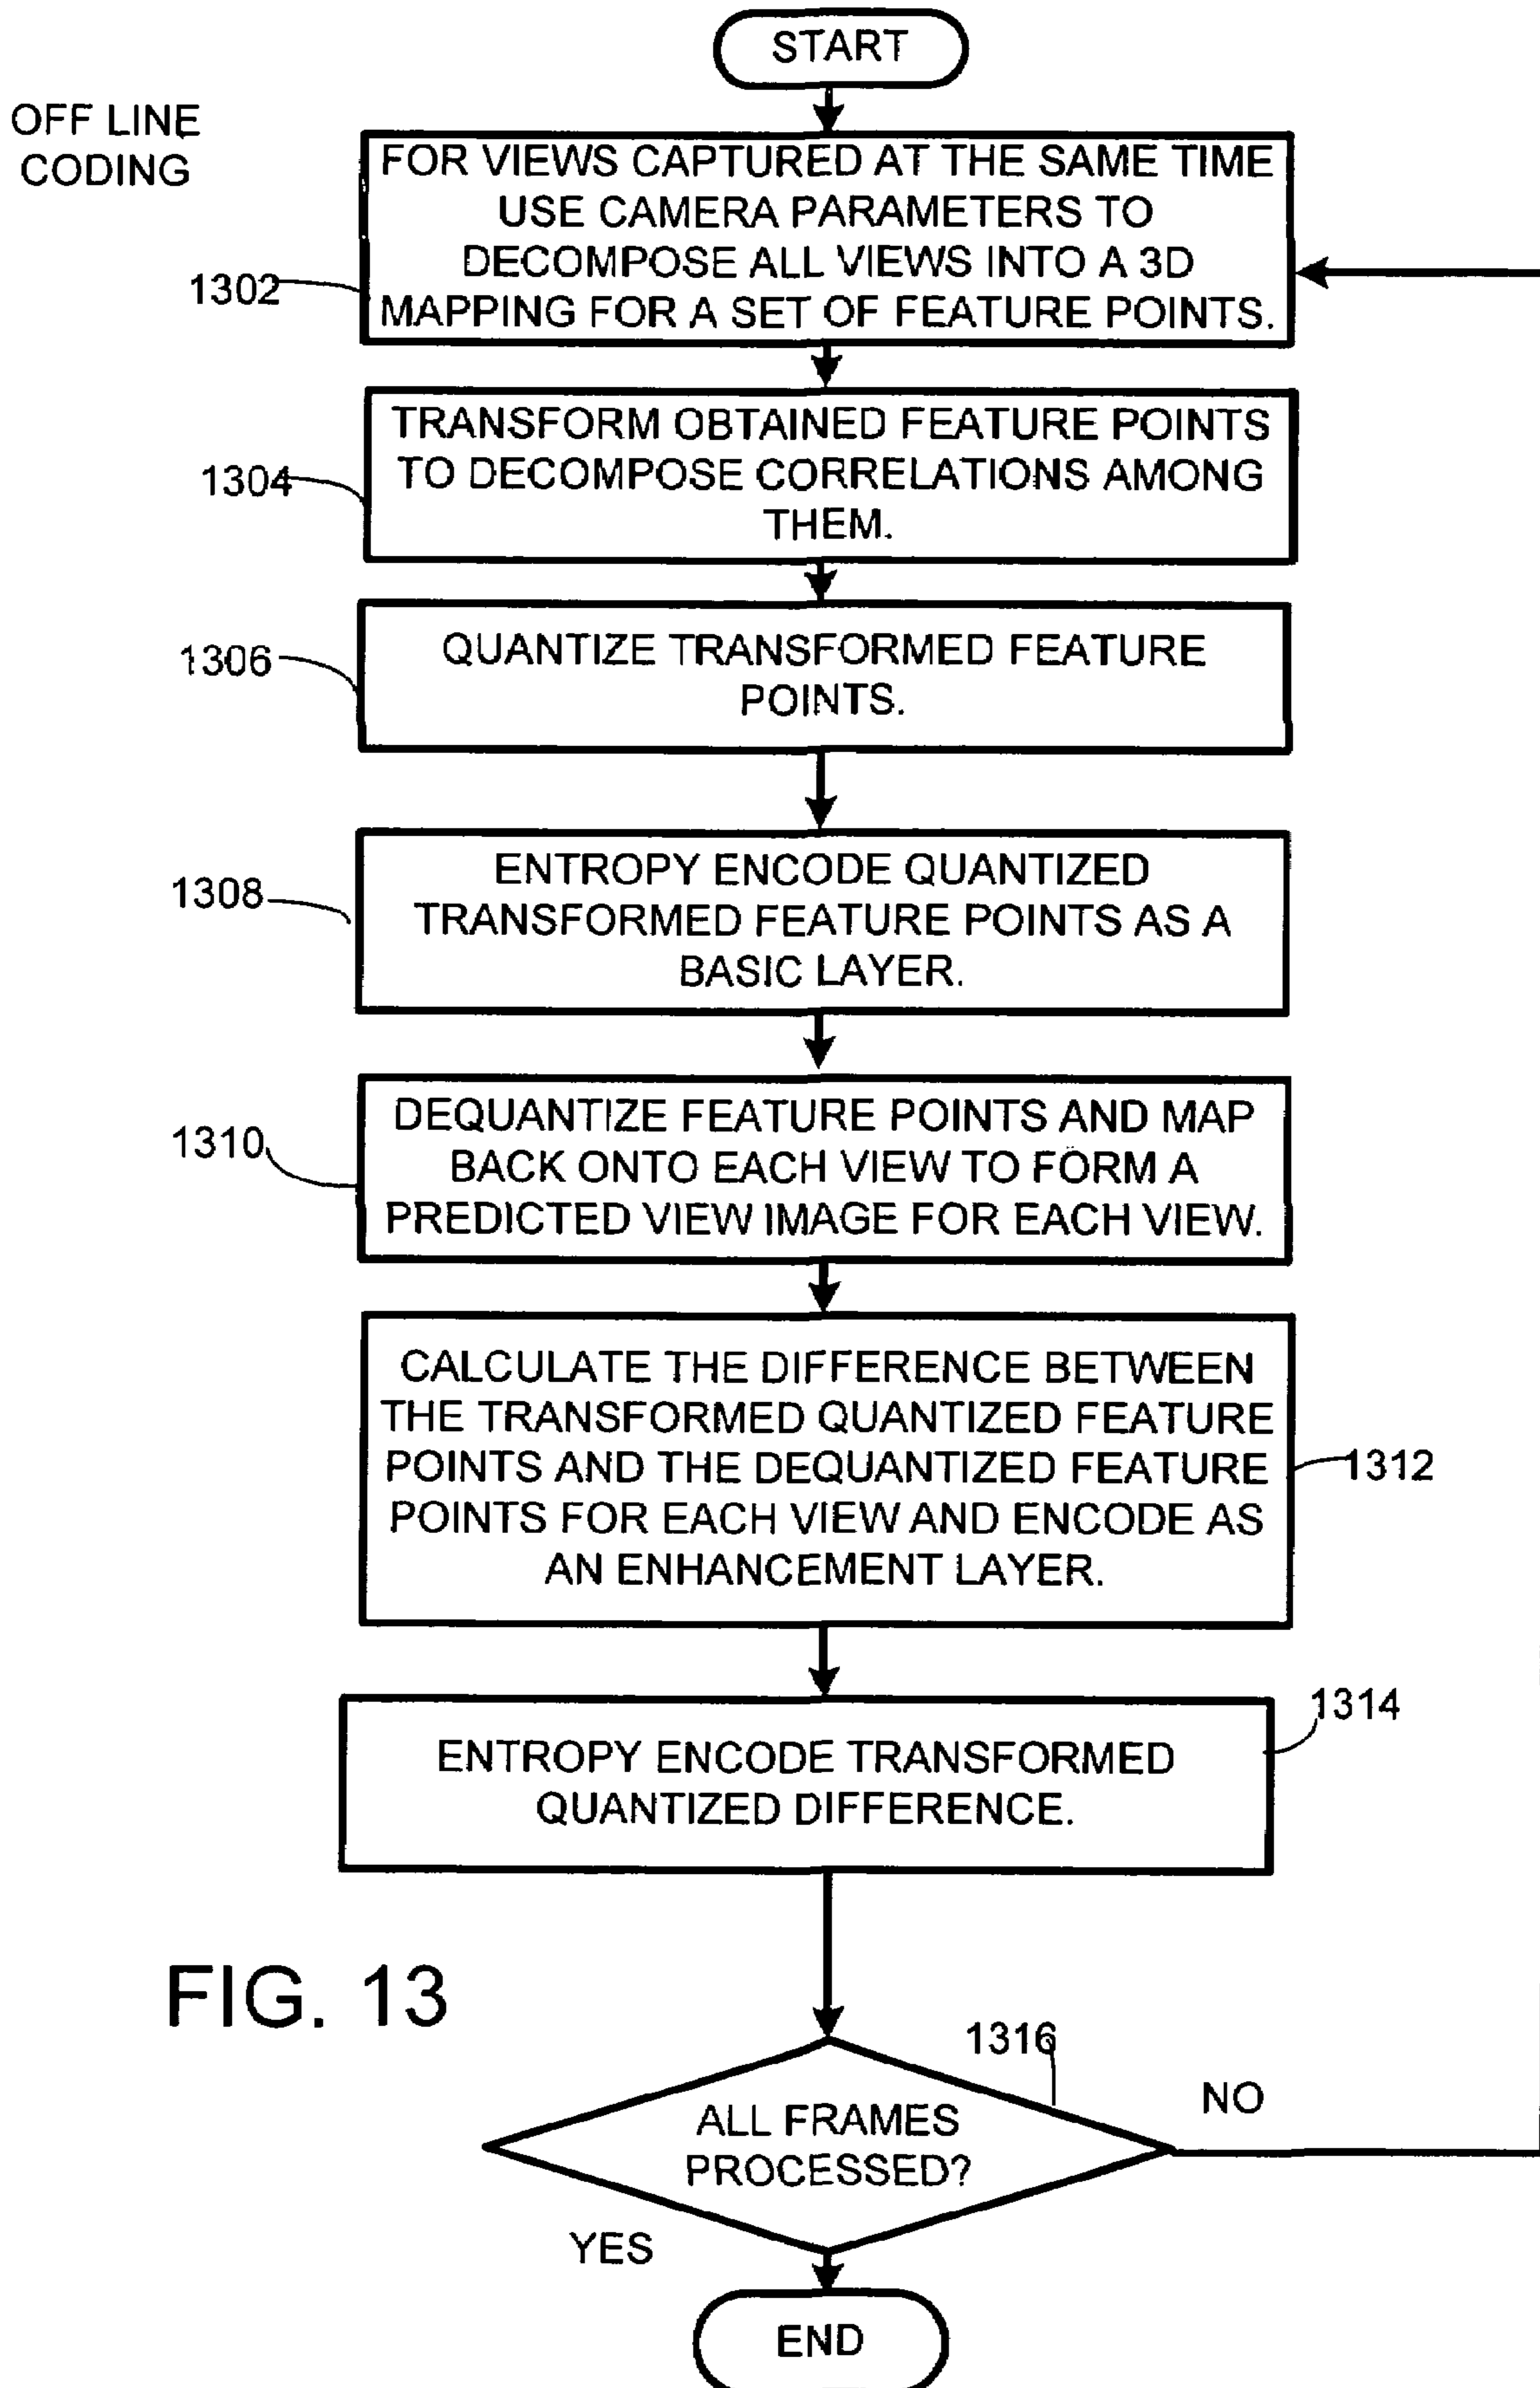 START
OFF LINE
CODING
FOR VIEWS CAPTURED AT THE SAME TIME
USE CAMERA PARAMETERS TO
DECOMPOSE ALL VIEWS INTO A 3D
MAPPING FOR A SET OF FEATURE POINTS.
1302
TRANSFORM OBTAINED FEATURE POINTS
TO DECOMPOSE CORRELATIONS AMONG
THEM.
1304
QUANTIZE TRANSFORMED FEATURE
POINTS.
1306
ENTROPY ENCODE QUANTIZED
TRANSFORMED FEATURE POINTS AS A
BASIC LAYER.
1308
DEQUANTIZE FEATURE POINTS AND MAP
BACK ONTO EACH VIEW TO FORM A
PREDICTED VIEW IMAGE FOR EACH VIEW.
1310
CALCULATE THE DIFFERENCE BETWEEN
THE TRANSFORMED QUANTIZED FEATURE
POINTS AND THE DEQUANTIZED FEATURE
POINTS FOR EACH VIEW AND ENCODE AS
AN ENHANCEMENT LAYER.
1312
ENTROPY ENCODE TRANSFORMED
QUANTIZED DIFFERENCE.
1314
FIG. 13
1316
ALL FRAMES
PROCESSED?
NO
YES
END